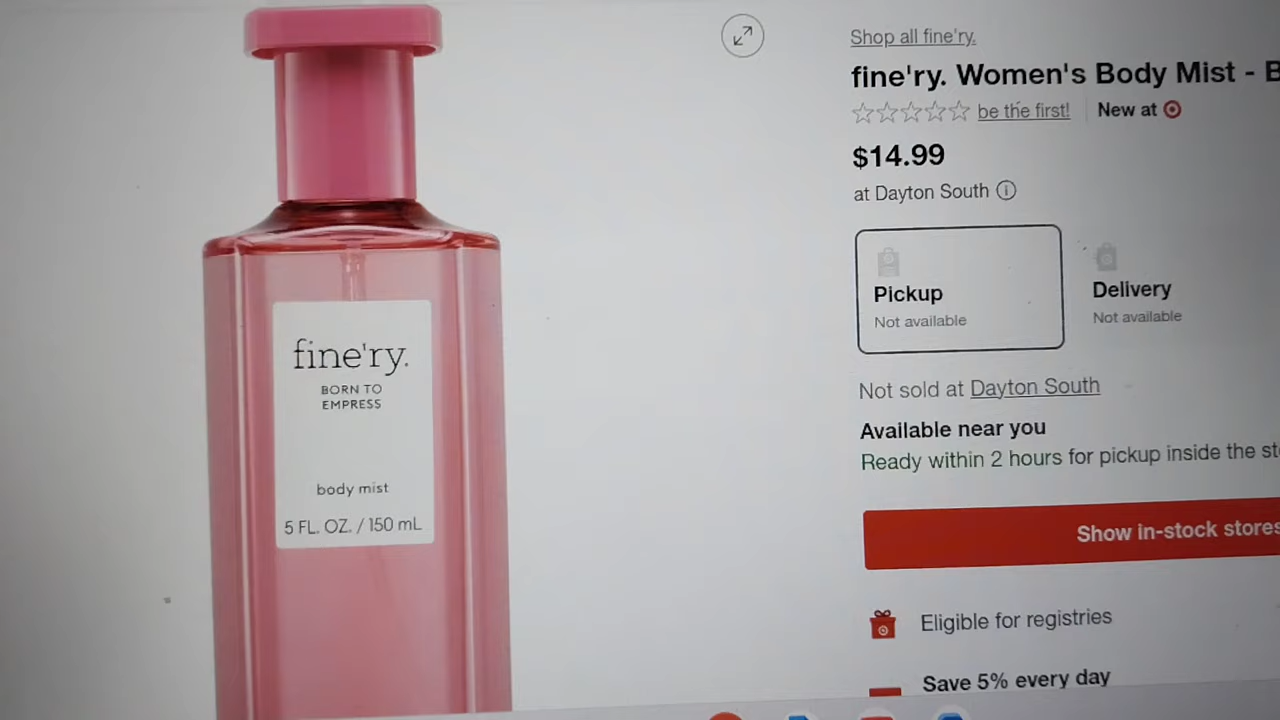 fine'ry.
BORN TO
EMPRESS
body mist
5 FL. OZ. / 150 mL
Shop all fine'ry.
fine'ry. Women's Body Mist -
be the first! New at
$14.99
at Dayton South
Pickup
Not available
Delivery
Not available
Not sold at Dayton South
Available near you
Ready within 2 hours for pickup inside the
Show in-stock stores
Eligible for registries
Save 5% every day